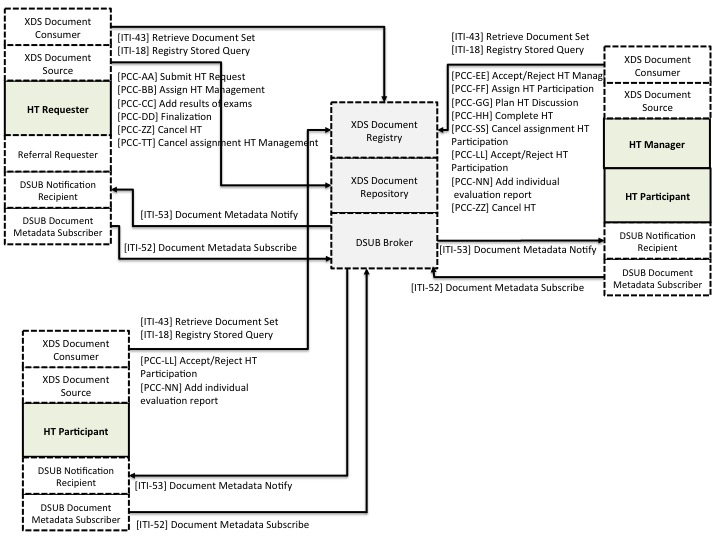 XDS Document
Consumer
XDS Document
Source
HT Requester
Referral Requester
DSUB Notification
Recipient
DSUB Document
Metadata Subscriber
[ITI-43] Retrieve Document Set
[ITI-18] Registry Stored Query
[PCC-AA] Submit HT Request
[PCC-BB] Assign HT Management
[PCC-CC] Add results of exams
[PCC-DD] Finalization
[PCC-ZZ] Cancel HT
[PCC-TT] Cancel assignment HT Management
[ITI-53] Document Metadata Notify
[ITI-52] Document Metadata Subscribe
XDS Document
Registry
XDS Document
Repository
DSUB Broker
[ITI-43] Retrieve Document Set
[ITI-18] Registry Stored Query
[PCC-EE] Accept/Reject HT Manag
[PCC-FF] Assign HT Participation
[PCC-GG] Plan HT Discussion
[PCC-HH] Complete HT
[PCC-SS] Cancel assignment HT
Participation
[PCC-LL] Accept/Reject HT
Participation
[PCC-NN] Add individual
evaluation report
[PCC-ZZ] Cancel HT
[ITI-53] Document Metadata Notify
[ITI-52] Document Metadata Subscribe
XDS Document
Consumer
XDS Document
Source
HT Manager
HT Participant
DSUB Notification
Recipient
DSUB Document
Metadata Subscriber
XDS Document
Consumer
XDS Document
Source
HT Participant
DSUB Notification
Recipient
DSUB Document
Metadata Subscriber
[ITI-43] Retrieve Document Set
[ITI-18] Registry Stored Query
[PCC-LL] Accept/Reject HT
Participation
[PCC-NN] Add individual
evaluation report
[ITI-53] Document Metadata Notify
[ITI-52] Document Metadata Subscribe